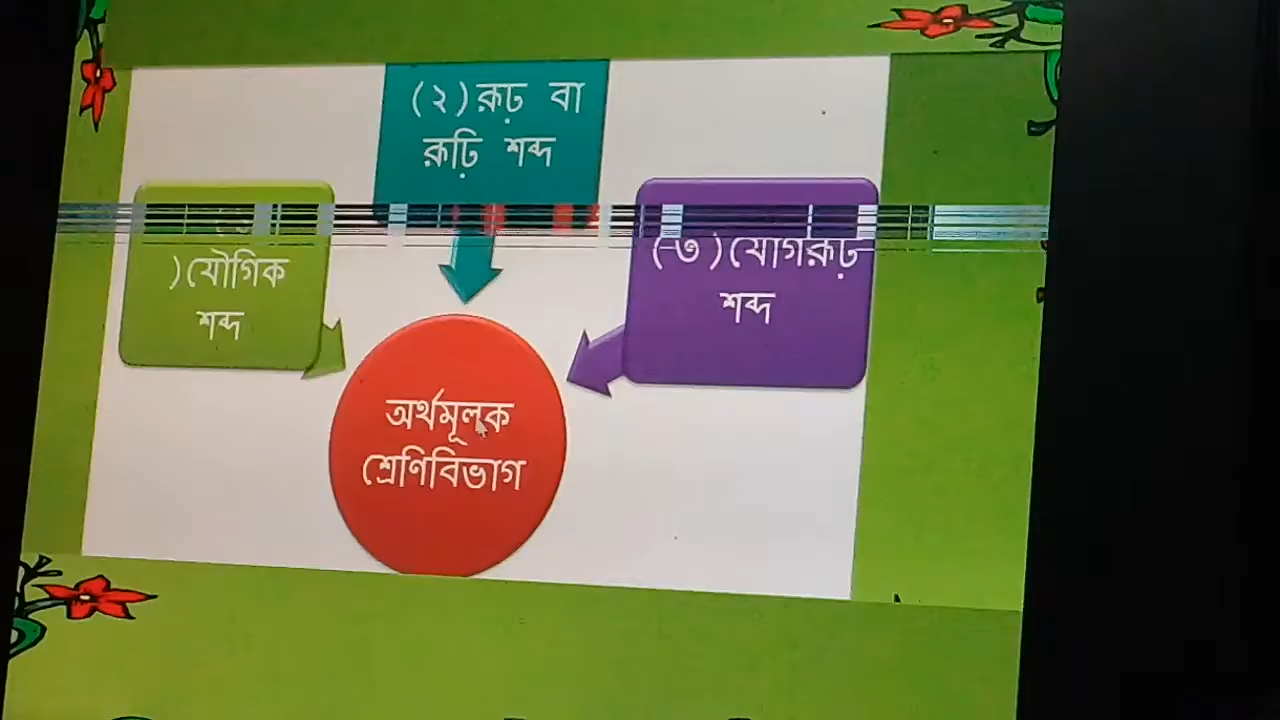 (২)রূঢ় বা
রূঢ়ি শব্দ
)যৌগিক
শব্দ
(৩)যোগরূঢ়
শব্দ
অর্থমূলক
শ্রেণিবিভাগ